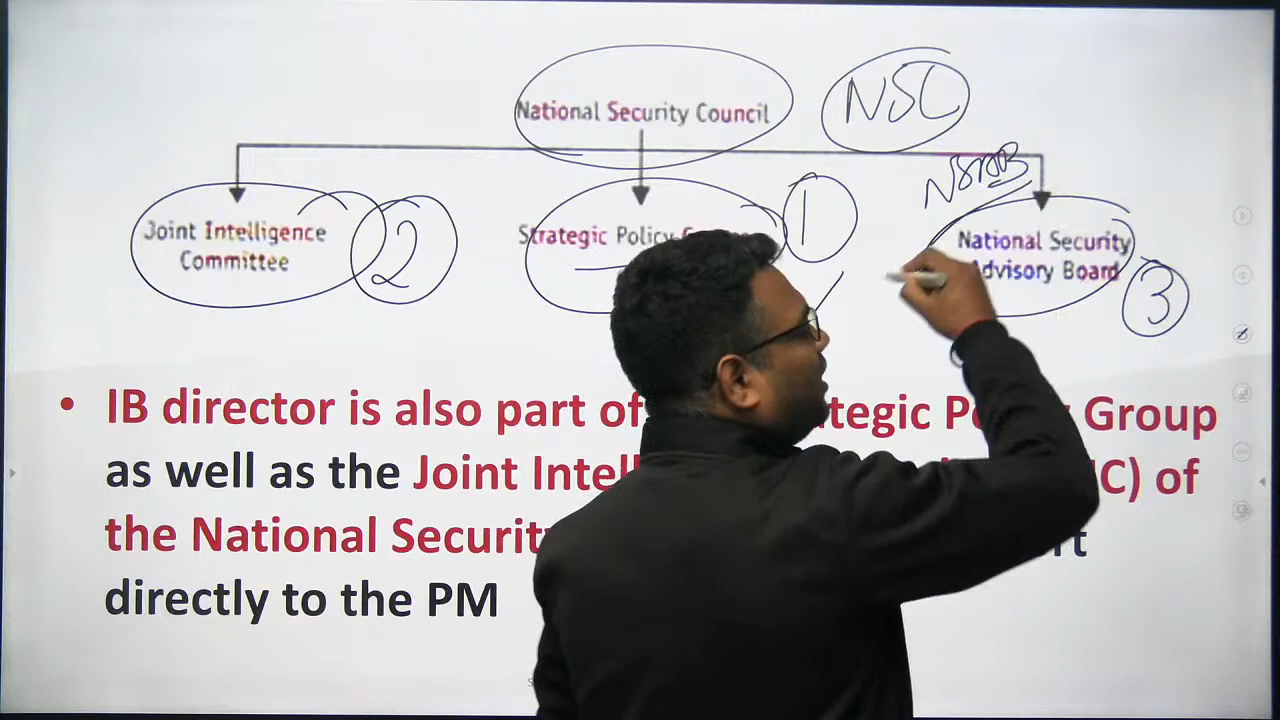 National Security Council
NSC
NSAB
Joint Intelligence
Committee
2
Strategic Policy
1
National Security
Advisory Board
3
• IB director is also part of tegic Po Group
as well as the Joint Intel C) of
the National Security
directly to the PM